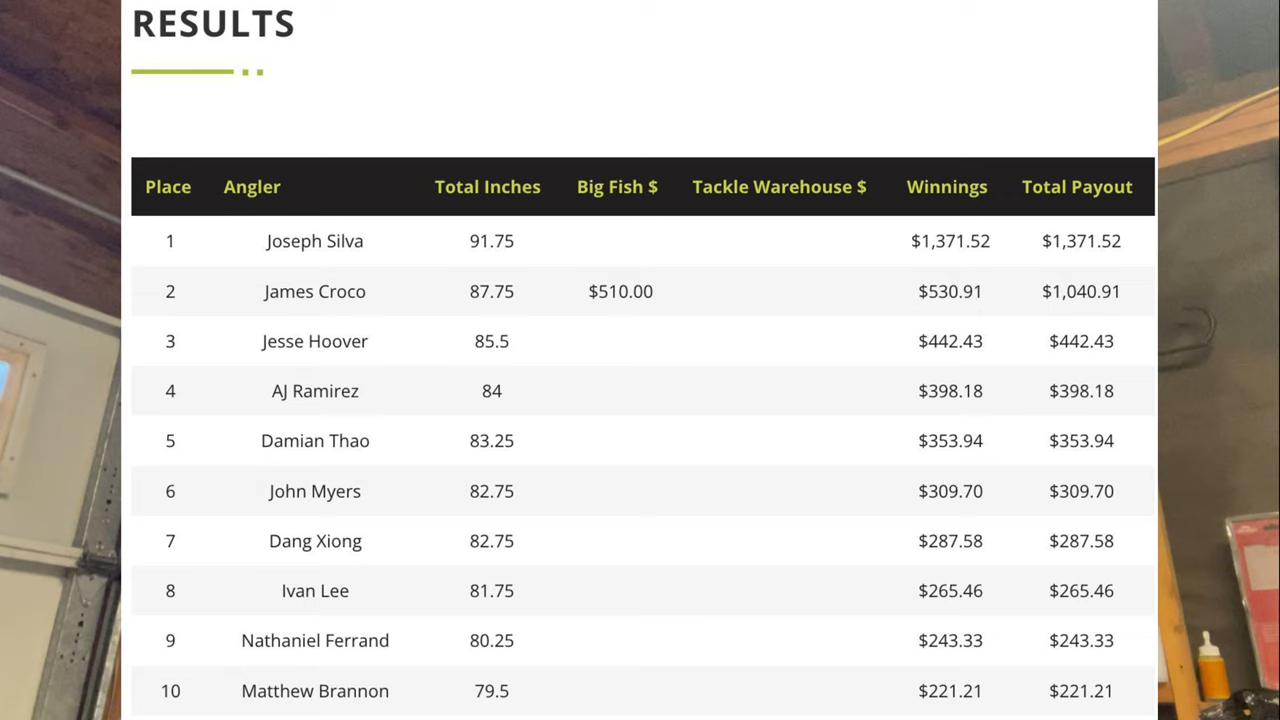 RESULTS
Place Angler Total Inches Big Fish $ Tackle Warehouse $ Winnings Total Payout
1 Joseph Silva 91.75 $1,371.52 $1,371.52
2 James Croco 87.75 $510.00 $530.91 $1,040.91
3 Jesse Hoover 85.5 $442.43 $442.43
4 AJ Ramirez 84 $398.18 $398.18
5 Damian Thao 83.25 $353.94 $353.94
6 John Myers 82.75 $309.70 $309.70
7 Dang Xiong 82.75 $287.58 $287.58
8 Ivan Lee 81.75 $265.46 $265.46
9 Nathaniel Ferrand 80.25 $243.33 $243.33
10 Matthew Brannon 79.5 $221.21 $221.21